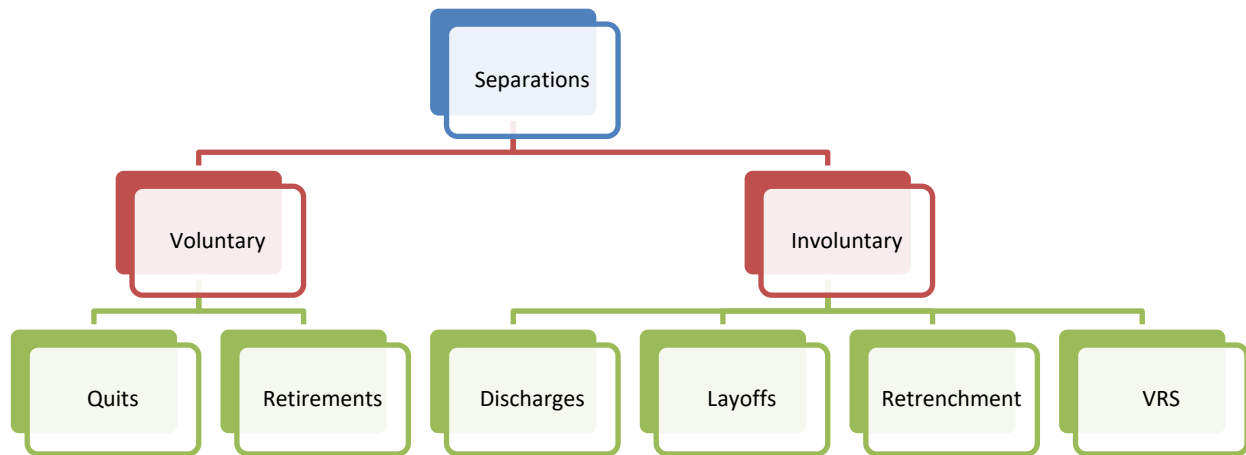 Separations
Voluntary
Involuntary
Quits
Retirements
Discharges
Layoffs
Retrenchment
VRS